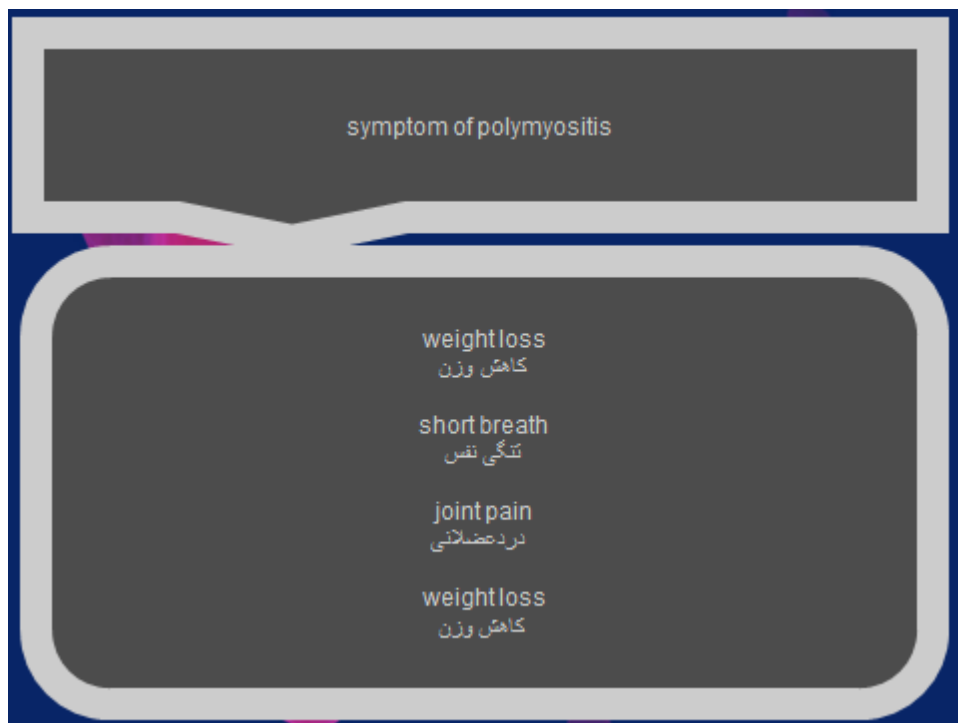 symptom of polymyositis
weight loss
کاهش وزن
short breath
تنگی نفس
joint pain
دردعضلانی
weight loss
کاهش وزن